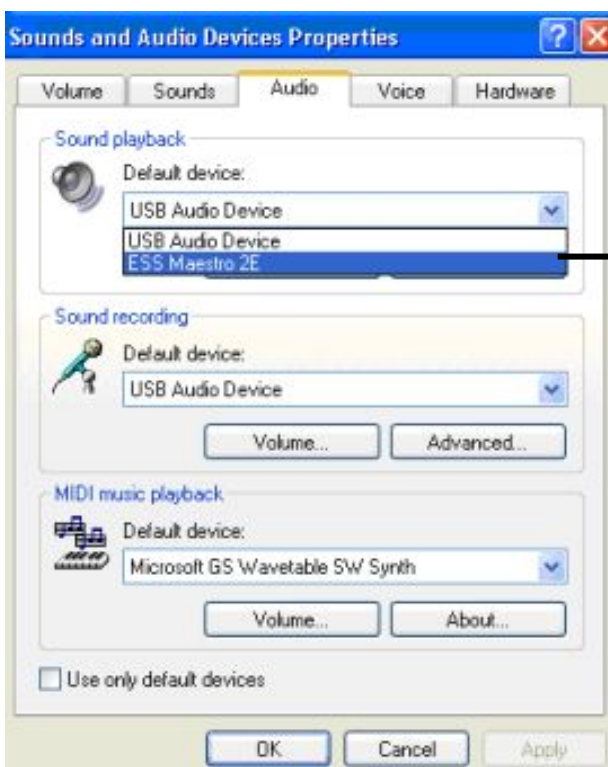 Sounds and Audio Devices Properties
Volume Sounds Audio Voice Hardware
Sound playback
Default device:
USB Audio Device
USB Audio Device
ESS Maestro 2E
Sound recording
Default device:
USB Audio Device
Volume... Advanced...
MIDI music playback
Default device:
Microsoft GS Wavetable SW Synth
Volume... About...
Use only default devices
OK Cancel Apply